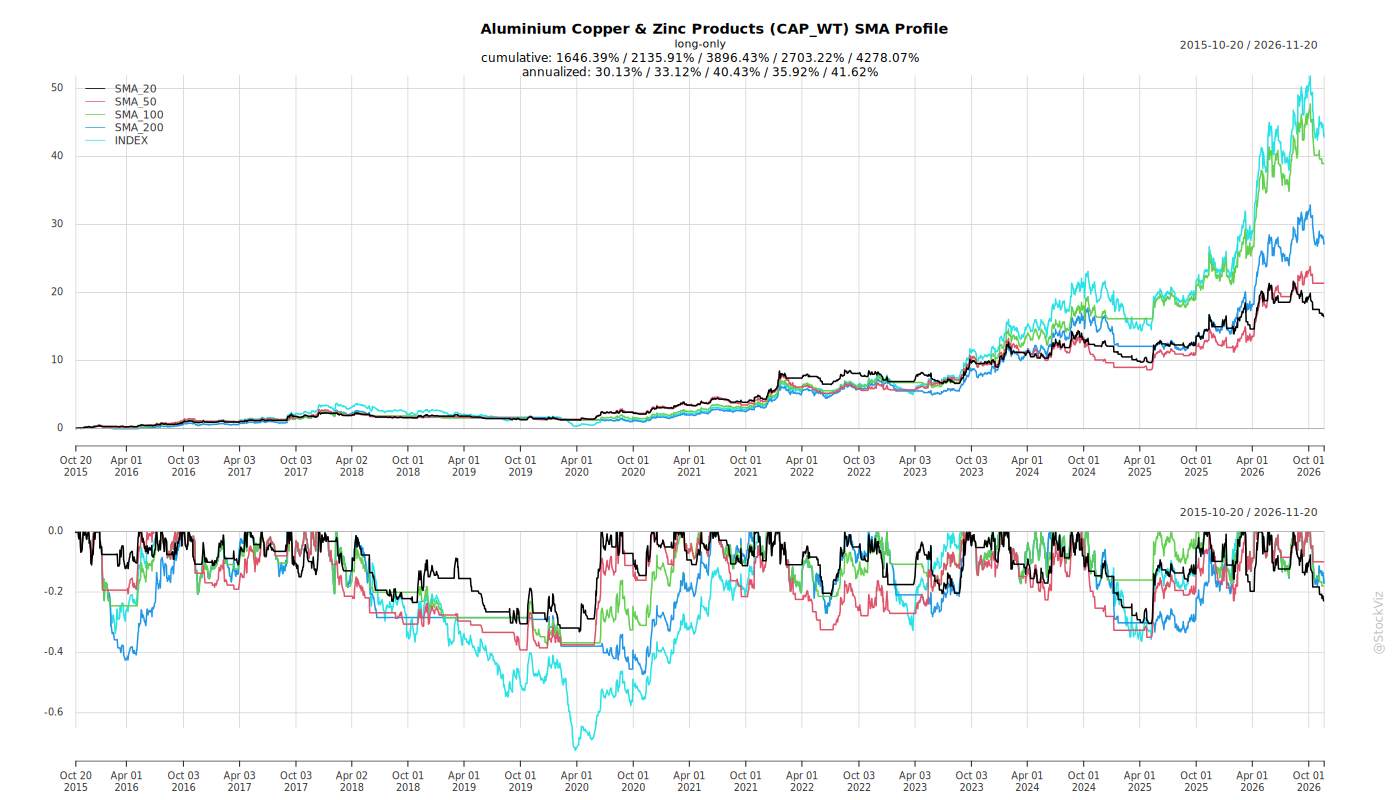 Aluminium Copper & Zinc Products (CAP_WT) SMA Profile
long-only
cumulative: 1646.39% / 2135.91% / 3896.43% / 2703.22% / 4278.07%
annualized: 30.13% / 33.12% / 40.43% / 35.92% / 41.62%
2015-10-20 / 2026-11-20
SMA_20
SMA_50
SMA_100
SMA_200
INDEX
50
40
30
20
10
0
Oct 20 Apr 01 Oct 03 Apr 03 Oct 03 Apr 02 Oct 01 Apr 01 Oct 01 Apr 01 Oct 01 Apr 01 Oct 01 Apr 01 Oct 03 Apr 03 Oct 03 Apr 01 Oct 01 Apr 01 Oct 01 Apr 01 Oct 01
2015 2016 2016 2017 2017 2018 2018 2019 2019 2020 2020 2021 2021 2022 2022 2023 2023 2024 2024 2025 2025 2026 2026
2015-10-20 / 2026-11-20
0.0
-0.2
-0.4
-0.6
Oct 20 Apr 01 Oct 03 Apr 03 Oct 03 Apr 02 Oct 01 Apr 01 Oct 01 Apr 01 Oct 01 Apr 01 Oct 01 Apr 01 Oct 03 Apr 03 Oct 03 Apr 01 Oct 01 Apr 01 Oct 01 Apr 01 Oct 01
2015 2016 2016 2017 2017 2018 2018 2019 2019 2020 2020 2021 2021 2022 2022 2023 2023 2024 2024 2025 2025 2026 2026
@StockViz